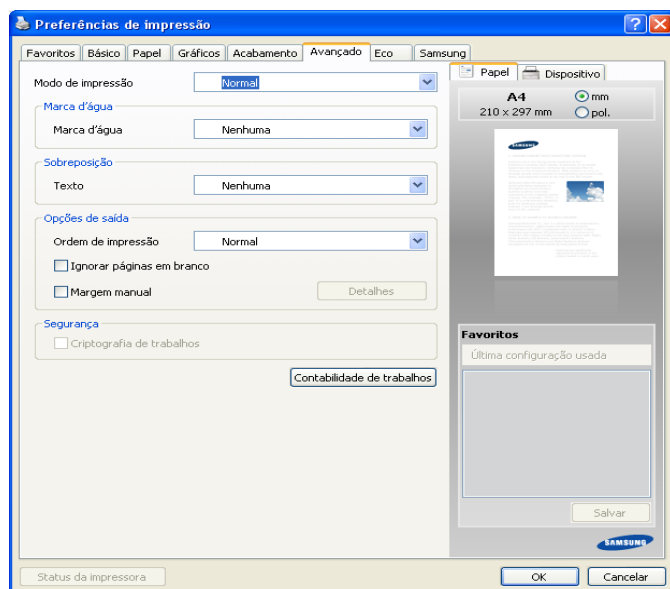 Preferências de impressão
Favoritos Básico Papel Gráficos Acabamento Avançado Eco Samsung
Modo de impressão Normal
Marca d'água
Marca d'água Nenhuma
Sobreposição
Texto Nenhuma
Opções de saída
Ordem de impressão Normal
Ignorar páginas em branco
Margem manual Detalhes
Segurança
Criptografia de trabalhos
Contabilidade de trabalhos
Papel Dispositivo
A4 mm
210 x 297 mm pol.
SAMSUNG
Favoritos
Última configuração usada
Salvar
SAMSUNG
Status da impressora OK Cancelar